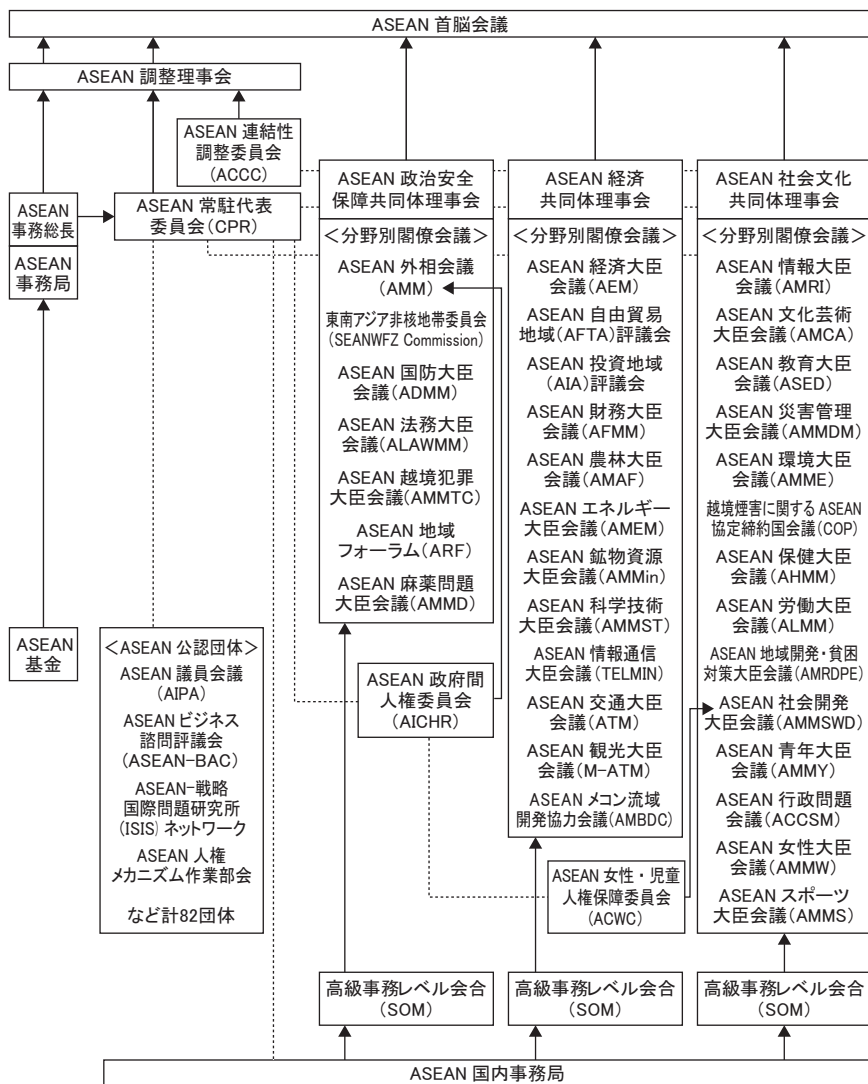 ASEAN 首脳会議
ASEAN 調整理事会
ASEAN 連結性
調整委員会
(ACCC)
ASEAN
事務総長
ASEAN
事務局
ASEAN 常駐代表
委員会(CPR)
ASEAN
基金
<ASEAN 公認団体>
ASEAN 議員会議
(AIPA)
ASEAN ビジネス
諮問評議会
(ASEAN-BAC)
ASEAN-戦略
国際問題研究所
(ISIS)ネットワーク
ASEAN 人権
メカニズム作業部会
など計82団体
ASEAN 政治安全
保障共同体理事会
<分野別閣僚会議>
ASEAN 外相会議
(AMM)
東南アジア非核地帯委員会
(SEANWFZ Commission)
ASEAN 国防大臣
会議(ADMM)
ASEAN 法務大臣
会議(ALAWMM)
ASEAN 越境犯罪
大臣会議(AMMTC)
ASEAN 地域
フォーラム(ARF)
ASEAN 麻薬問題
大臣会議(AMMD)
ASEAN 政府間
人権委員会
(AICHR)
ASEAN 経済
共同体理事会
<分野別閣僚会議>
ASEAN 経済大臣
会議(AEM)
ASEAN 自由貿易
地域(AFTA)評議会
ASEAN 投資地域
(AIA)評議会
ASEAN 財務大臣
会議(AFMM)
ASEAN 農林大臣
会議(AMAF)
ASEAN エネルギー
大臣会議(AMEM)
ASEAN 鉱物資源
大臣会議(AMMin)
ASEAN 科学技術
大臣会議(AMMST)
ASEAN 情報通信
大臣会議(TELMIN)
ASEAN 交通大臣
会議(ATM)
ASEAN 観光大臣
会議(M-ATM)
ASEAN メコン流域
開発協力会議(AMBDC)
ASEAN 女性・児童
人権保障委員会
(ACWC)
ASEAN 社会文化
共同体理事会
<分野別閣僚会議>
ASEAN 情報大臣
会議(AMRI)
ASEAN 文化芸術
大臣会議(AMCA)
ASEAN 教育大臣
会議(ASED)
ASEAN 災害管理
大臣会議(AMMDM)
ASEAN 環境大臣
会議(AMME)
越境煙害に関する ASEAN
協定締約国会議(COP)
ASEAN 保健大臣
会議(AHMM)
ASEAN 労働大臣
会議(ALMM)
ASEAN 地域開発・貧困
対策大臣会議(AMRDPE)
ASEAN 社会開発
大臣会議(AMMSWD)
ASEAN 青年大臣
会議(AMMY)
ASEAN 行政問題
会議(ACCSM)
ASEAN 女性大臣
会議(AMMW)
ASEAN スポーツ
大臣会議(AMMS)
高級事務レベル会合
(SOM)
高級事務レベル会合
(SOM)
高級事務レベル会合
(SOM)
ASEAN 国内事務局